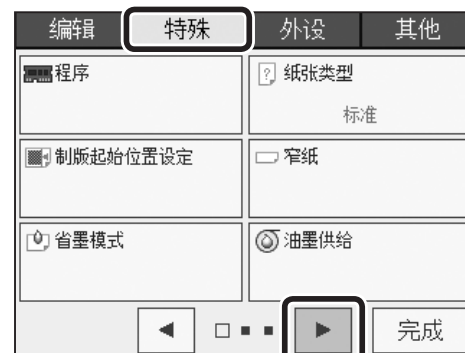 编辑 特殊 外设 其他
程序 纸张类型
标准
制版起始位置设定 窄纸
省墨模式 油墨供给
完成